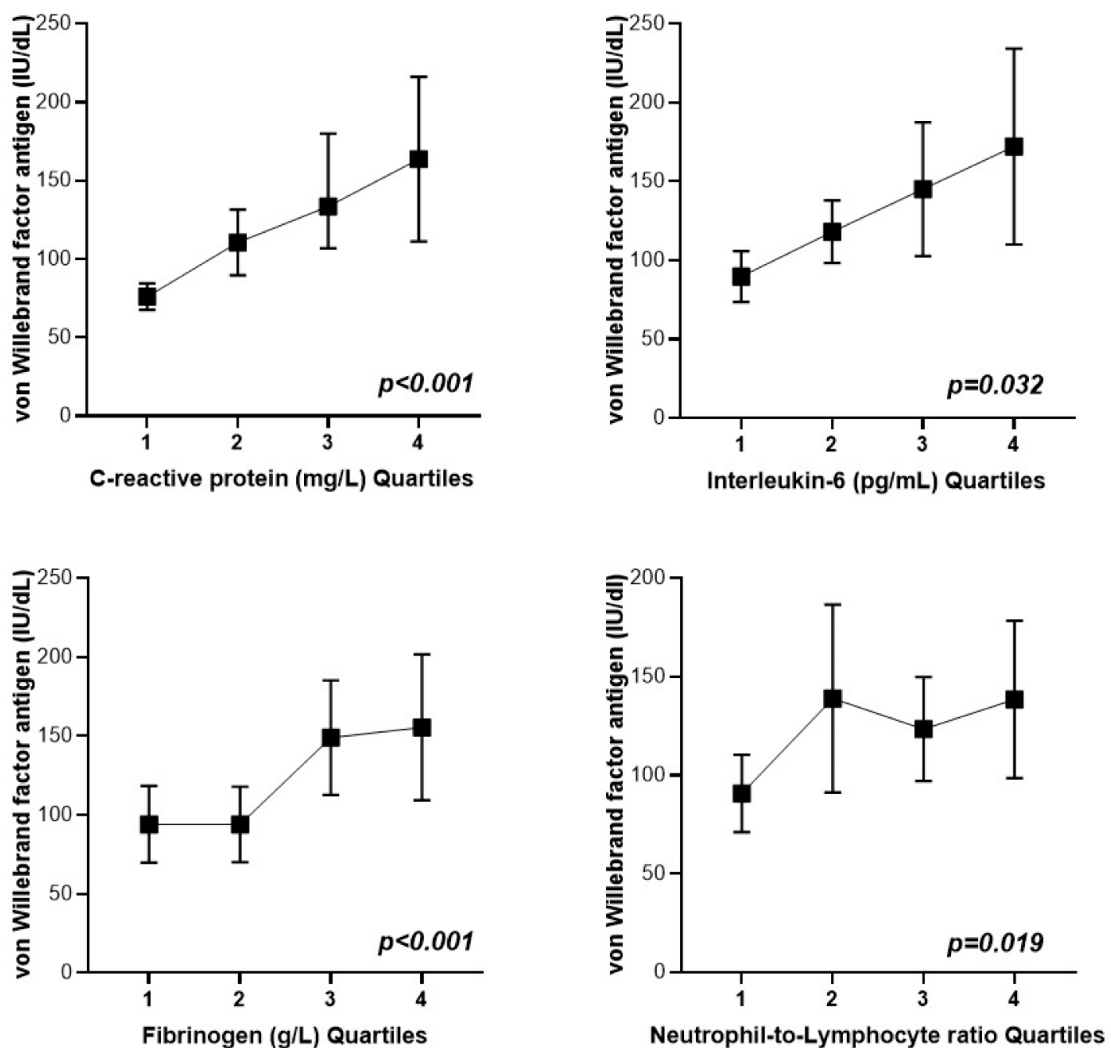 von Willebrand factor antigen (IU/dL)
250
200
150
100
50
0
p<0.001
1 2 3 4
C-reactive protein (mg/L) Quartiles
von Willebrand factor antigen (IU/dL)
250
200
150
100
50
0
p=0.032
1 2 3 4
Interleukin-6 (pg/mL) Quartiles
von Willebrand factor antigen (IU/dL)
250
200
150
100
50
0
p<0.001
1 2 3 4
Fibrinogen (g/L) Quartiles
von Willebrand factor antigen (IU/dl)
200
150
100
50
0
p=0.019
1 2 3 4
Neutrophil-to-Lymphocyte ratio Quartiles